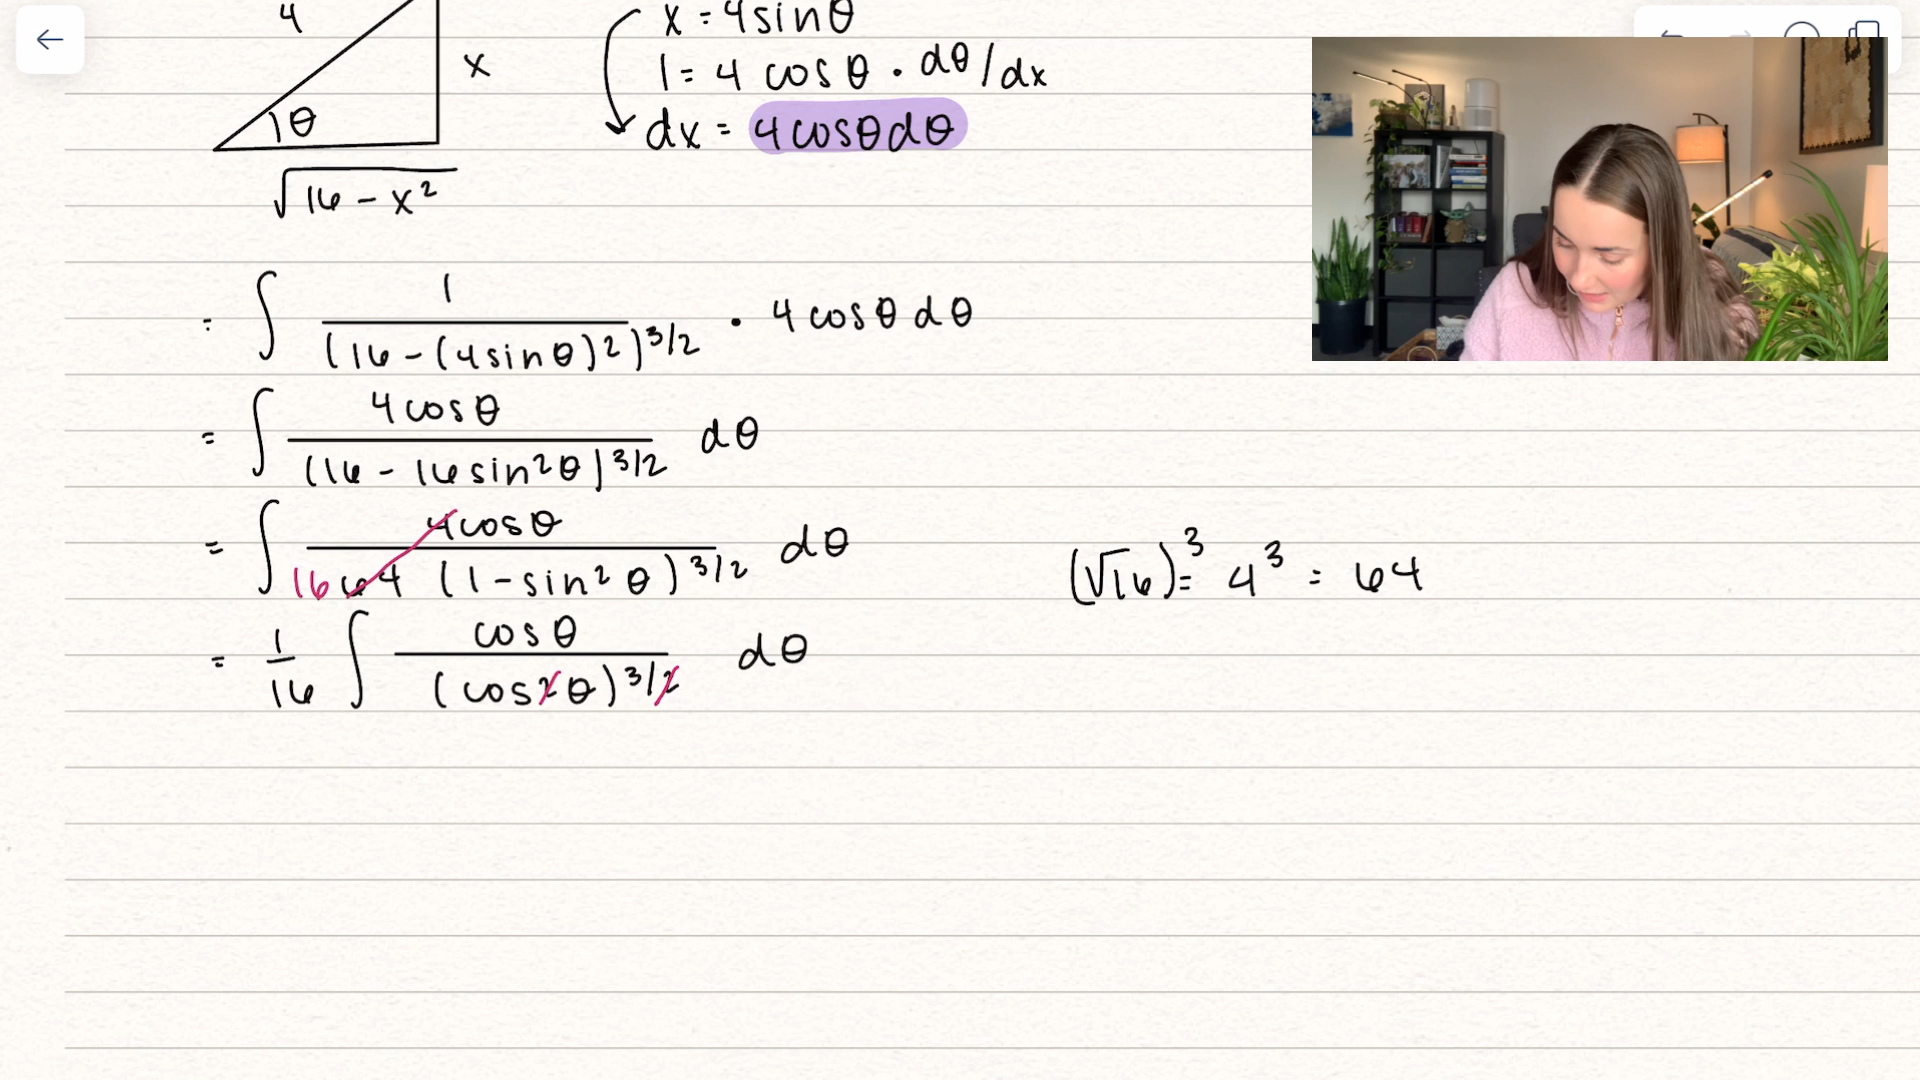 4
x
θ
√16 - x²
x = 4sinθ
1 = 4 cos θ · dθ/dx
dx = 4cosθdθ
= ∫ 1 / (16-(4sinθ)2)^3/2 · 4cosθ dθ
= ∫ 4cosθ / (16 - 16sin²θ)^3/2 dθ
= ∫ 4cosθ / 16 64 (1-sin²θ)^3/2 dθ
(√16)³ = 4³ = 64
= 1/16 ∫ cosθ / (cos²θ)^3/2 dθ